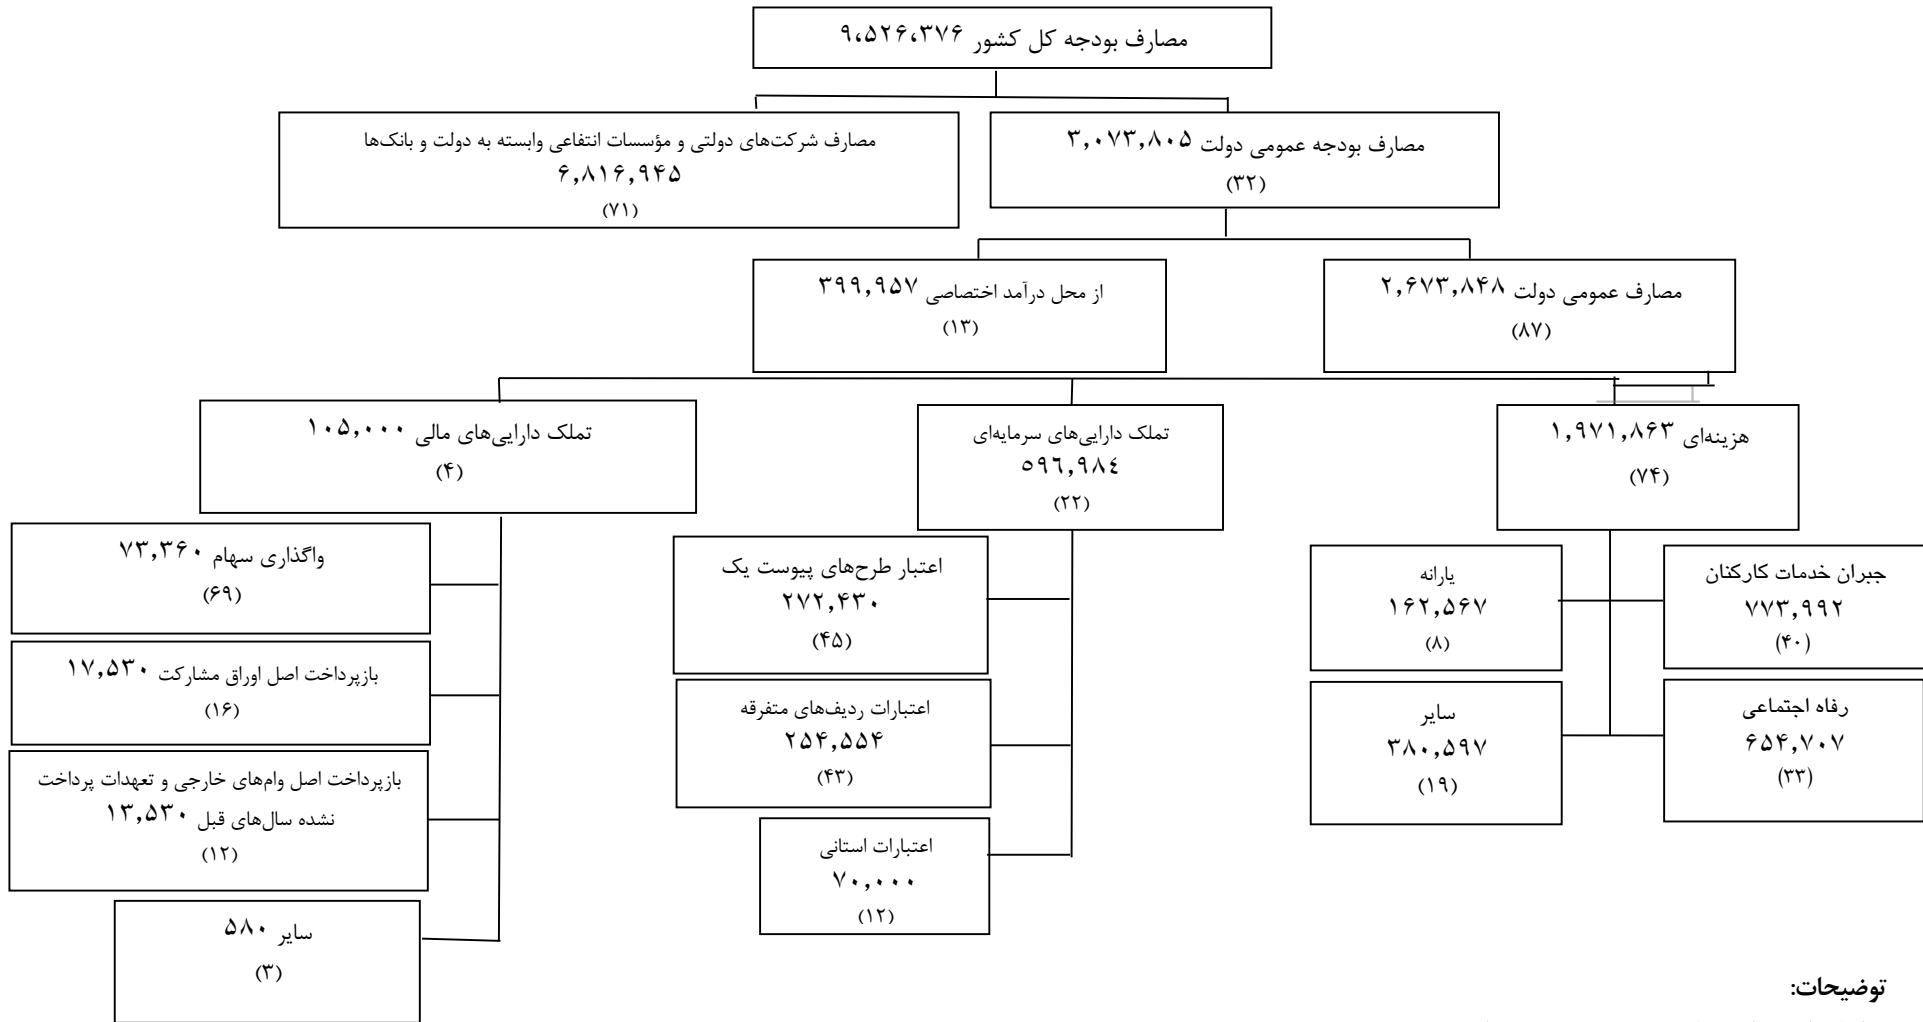 مصارف بودجه کل کشور ۹،۵۲۶،۳۷۶
مصارف بودجه عمومی دولت ۳,۰۷۳,۸۰۵
(۳۲)
مصارف شرکت‌های دولتی و مؤسسات انتفاعی وابسته به دولت و بانک‌ها
۶,۸۱۶,۹۴۵
(۷۱)
مصارف عمومی دولت ۲,۶۷۳,۸۴۸
(۸۷)
از محل درآمد اختصاصی ۳۹۹,۹۵۷
(۱۳)
هزینه‌ای ۱,۹۷۱,۸۶۳
(۷۴)
تملک دارایی‌های سرمایه‌ای
٥٩٦,٩٨٤
(۲۲)
تملک دارایی‌های مالی ۱۰۵,۰۰۰
(۴)
جبران خدمات کارکنان
۷۷۳,۹۹۲
(۴۰)
یارانه
۱۶۲,۵۶۷
(۸)
رفاه اجتماعی
۶۵۴,۷۰۷
(۳۳)
سایر
۳۸۰,۵۹۷
(۱۹)
اعتبار طرح‌های پیوست یک
۲۷۲,۴۳۰
(۴۵)
اعتبارات ردیف‌های متفرقه
۲۵۴,۵۵۴
(۴۳)
اعتبارات استانی
۷۰,۰۰۰
(۱۲)
واگذاری سهام ۷۳,۳۶۰
(۶۹)
بازپرداخت اصل اوراق مشارکت ۱۷,۵۳۰
(۱۶)
بازپرداخت اصل وام‌های خارجی و تعهدات پرداخت
نشده سال‌های قبل ۱۳,۵۳۰
(۱۲)
سایر ۵۸۰
(۳)
توضیحات: